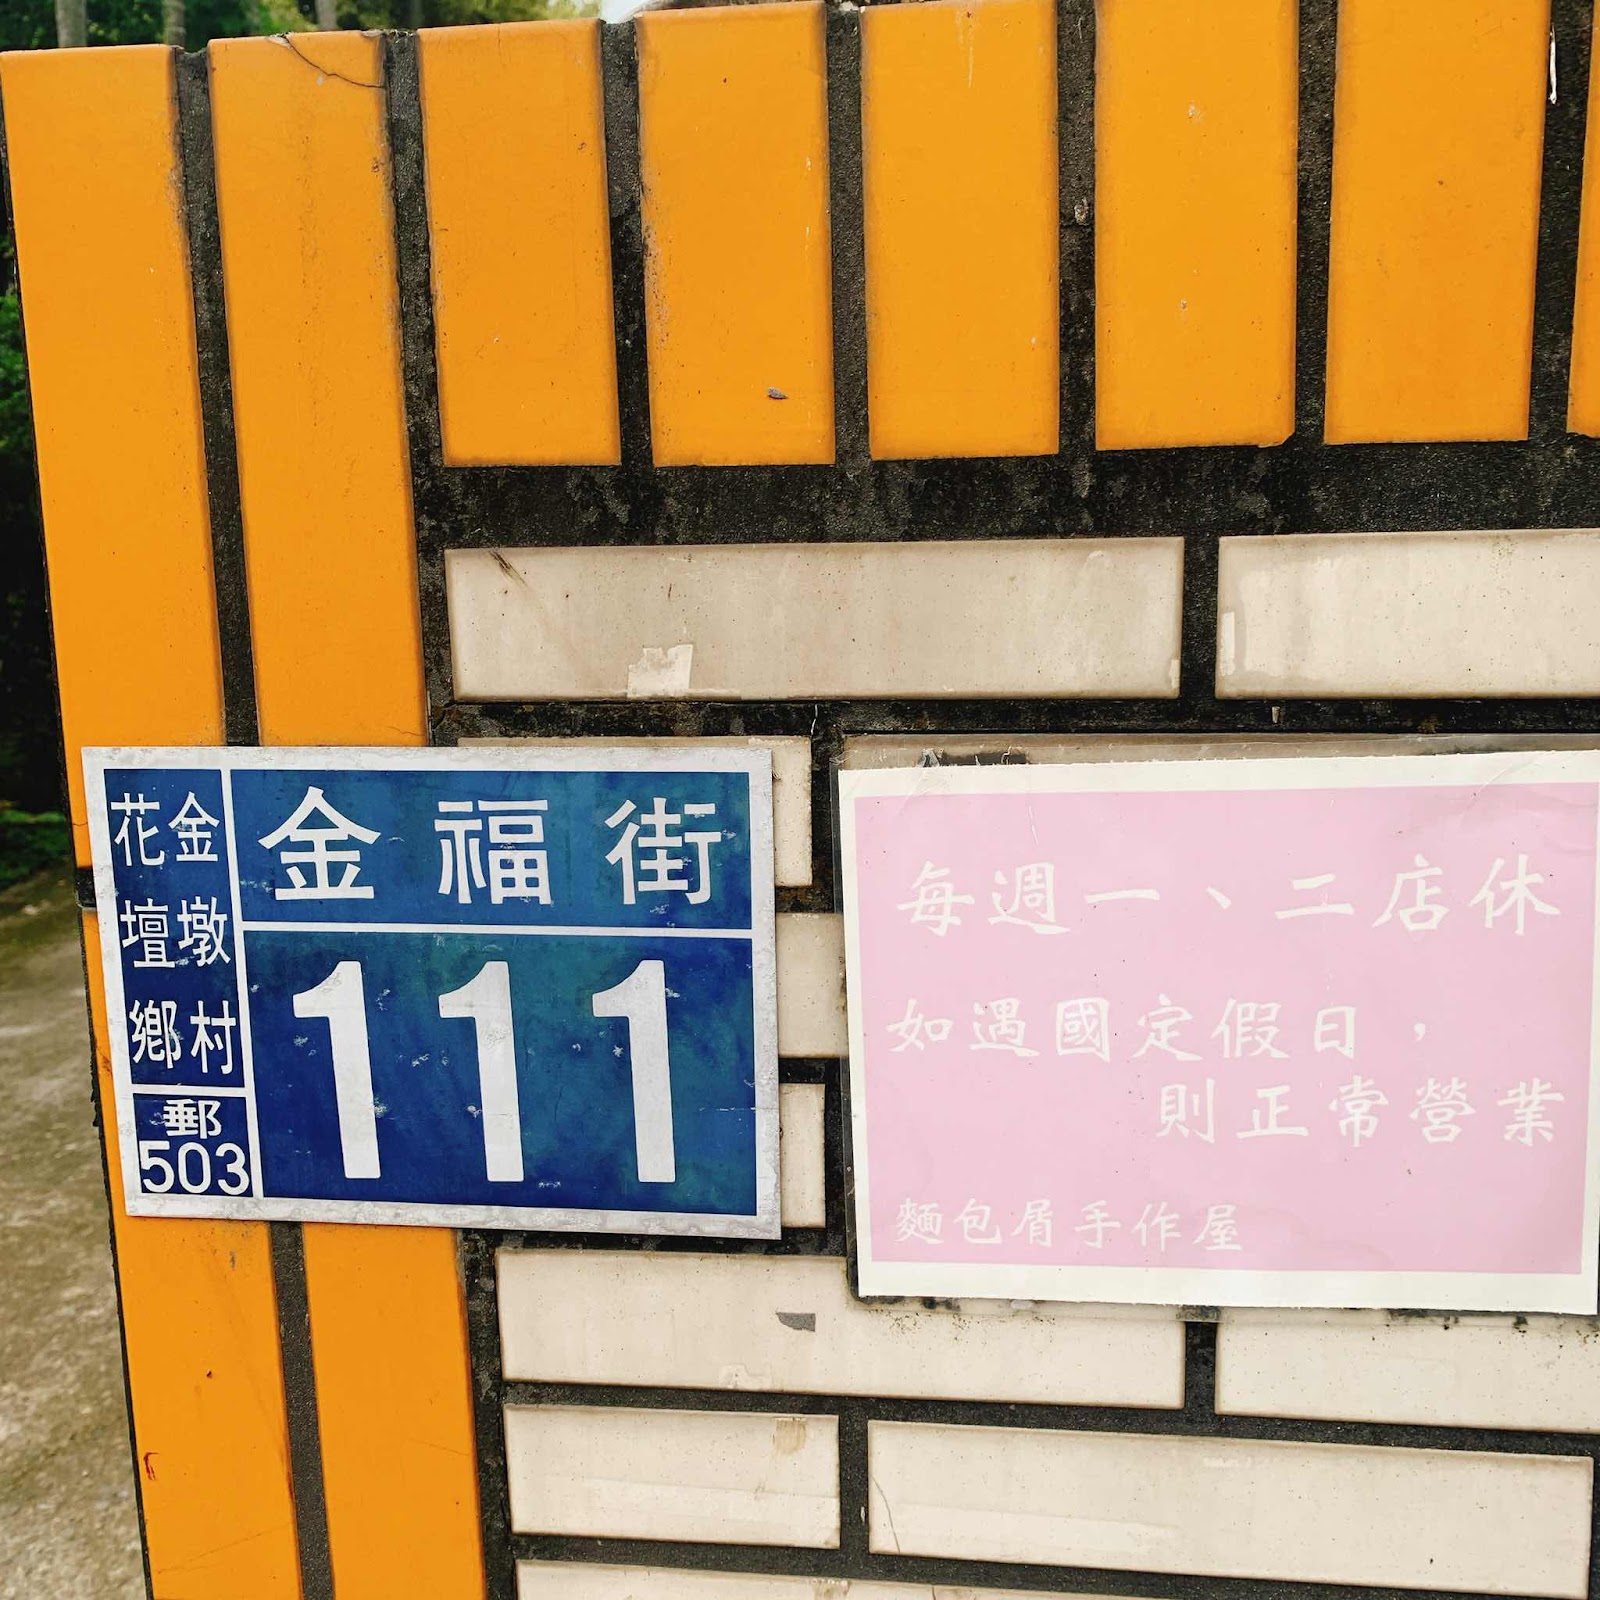 花壇鄉
金墩村
郵
503
金福街
111
每週一、二店休
如遇國定假日，
則正常營業
麵包屑手作屋